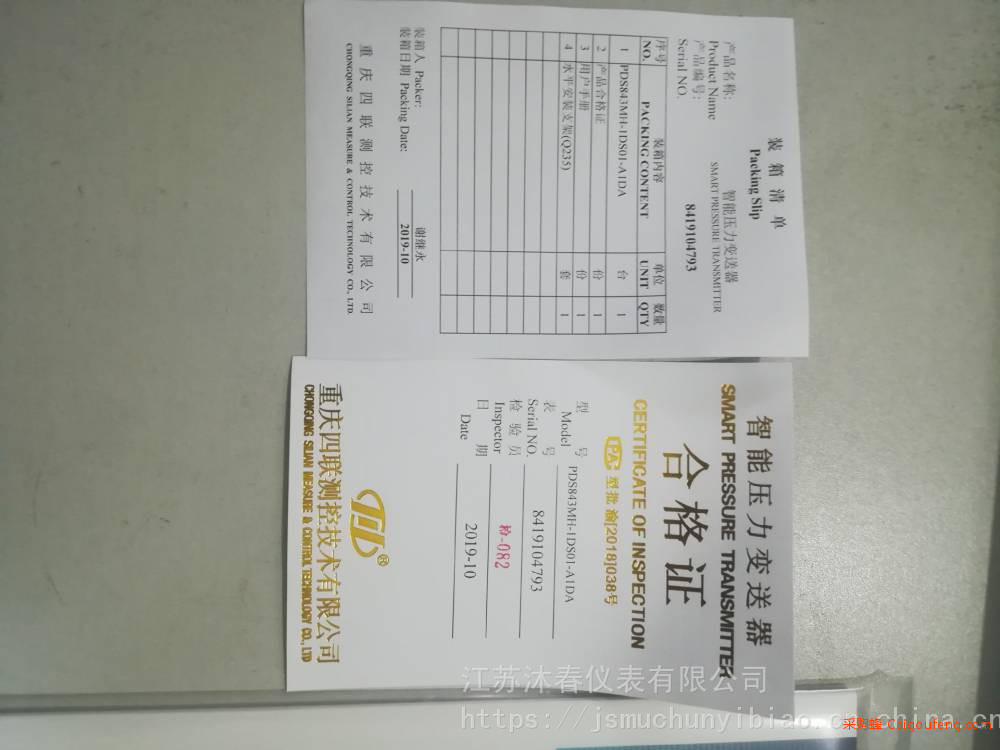 装箱清单
Packing Slip
产品名称: 智能压力变送器
Product Name SMART PRESSURE TRANSMITTER
产品编号: 8419104793
Serial NO.
序号 装箱内容 单位 数量
NO. PACKING CONTENT UNIT QTY
1 PDS843MH-1DS01-A1DA 台 1
2 产品合格证 份 1
3 用户手册 份 1
4 水平安装支架(Q235) 套 1
装箱人 Packer: 谢继永
装箱日期 Packing Date: 2019-10
重庆四联测控技术有限公司
CHONGQING SILIAN MEASURE & CONTROL TECHNOLOGY CO., LTD.
智能压力变送器
SMART PRESSURE TRANSMITTER
合格证
CERTIFICATE OF INSPECTION
PA 型批 渝[2018]038号
型号 PDS843MH-1DS01-A1DA
Model
表号 8419104793
Serial NO.
检验员 检-082
Inspector
日期 2019-10
Date
®
重庆四联测控技术有限公司
CHONGQING SILIAN MEASURE & CONTROL TECHNOLOGY CO., LTD
江苏沐春仪表有限公司
https://jsmuchunyibiao.cn.china.cn
采购蜂 Caigoufeng.com